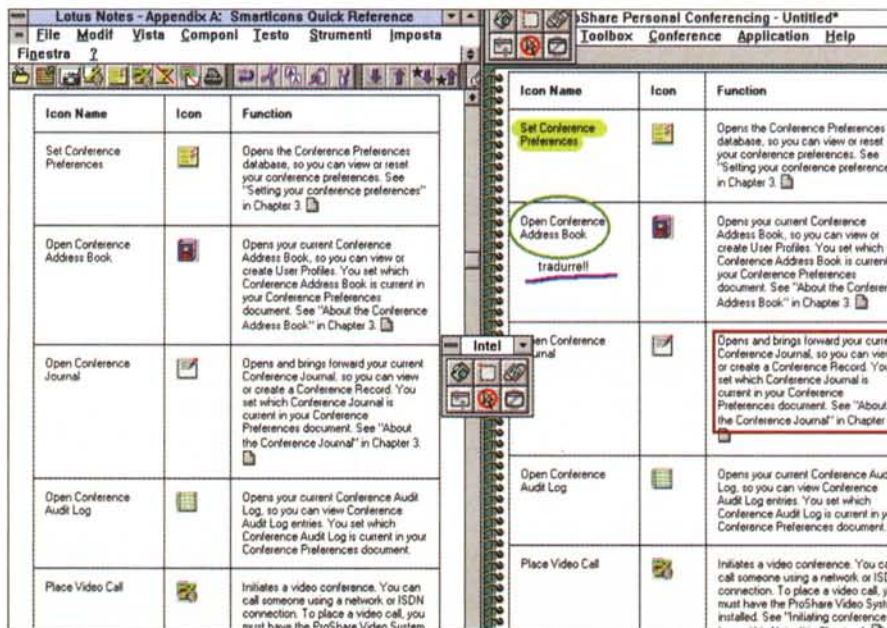 Lotus Notes - Appendix A: SmartIcons Quick Reference
File Modif Vista Componi Testo Strumenti Imposta
Finestra ?
Icon Name Icon Function
Set Conference
Preferences
Opens the Conference Preferences
database, so you can view or reset
your conference preferences. See
"Setting your conference preferences"
in Chapter 3.
Open Conference
Address Book
Opens your current Conference
Address Book, so you can view or
create User Profiles. You set which
Conference Address Book is current in
your Conference Preferences
document. See "About the Conference
Address Book" in Chapter 3.
Open Conference
Journal
Opens and brings forward your current
Conference Journal, so you can view
or create a Conference Record. You
set which Conference Journal is
current in your Conference
Preferences document. See "About
the Conference Journal" in Chapter 3.
Open Conference
Audit Log
Opens your current Conference Audit
Log, so you can view Conference
Audit Log entries. You set which
Conference Audit Log is current in your
Conference Preferences document.
Place Video Call
Initiates a video conference. You can
call someone using a network or ISDN
connection. To place a video call, you
must have the ProShare Video System
Intel
Share Personal Conferencing - Untitled*
Toolbox Conference Application Help
Icon Name Icon Function
Set Conference
Preferences
Opens the Conference Preferences
database, so you can view or reset
your conference preferences. See
"Setting your conference preference
in Chapter 3.
Open Conference
Address Book
tradurre!!
Opens your current Conference
Address Book, so you can view or
create User Profiles. You set which
Conference Address Book is curren
your Conference Preferences
document. See "About the Conferen
Address Book" in Chapter 3.
en Conference
urnal
Opens and brings forward your curre
Conference Journal, so you can view
or create a Conference Record. You
set which Conference Journal is
current in your Conference
Preferences document. See "About
the Conference Journal" in Chapter
Open Conference
Audit Log
Opens your current Conference Aud
Log, so you can view Conference
Audit Log entries. You set which
Conference Audit Log is current in y
Conference Preferences document.
Place Video Call
Initiates a video conference. You ca
call someone using a network or ISD
connection. To place a video call, y
must have the ProShare Video Syst
installed. See "Initiating conference